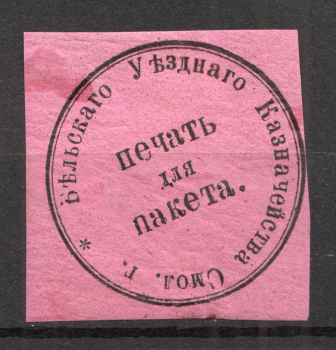 * Бѣльскаго Уѣзднаго Казначейства Смол. г.
печать
для
пакета.